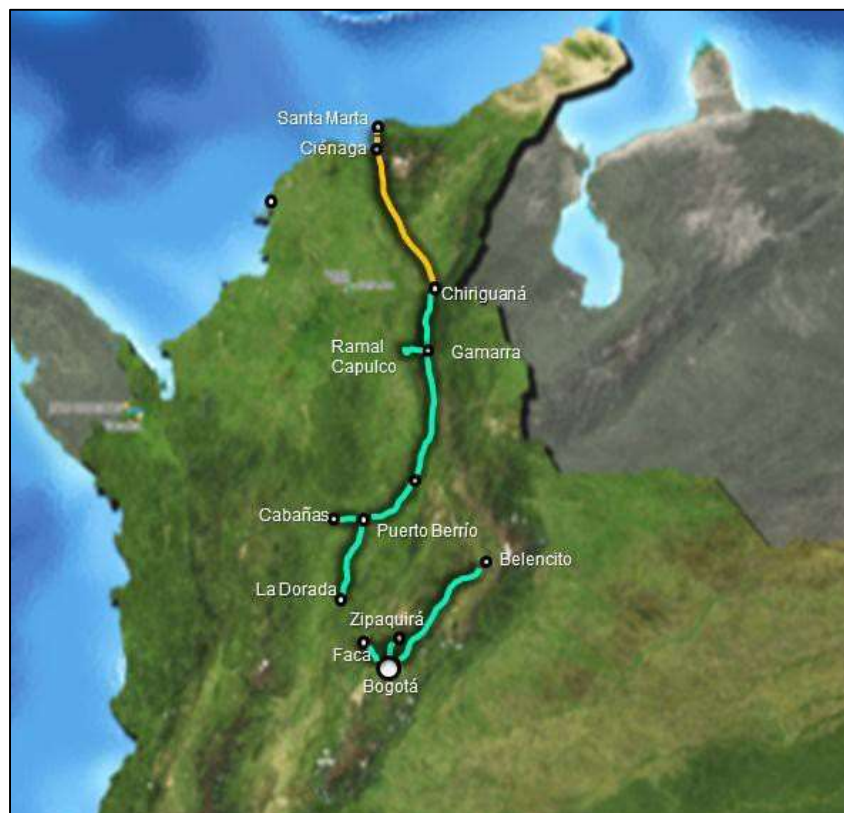 Santa Marta
Ciénaga
Chiriguaná
Ramal
Capulco
Gamarra
Cabañas
Puerto Berrío
Belencito
La Dorada
Zipaquirá
Faca
Bogotá